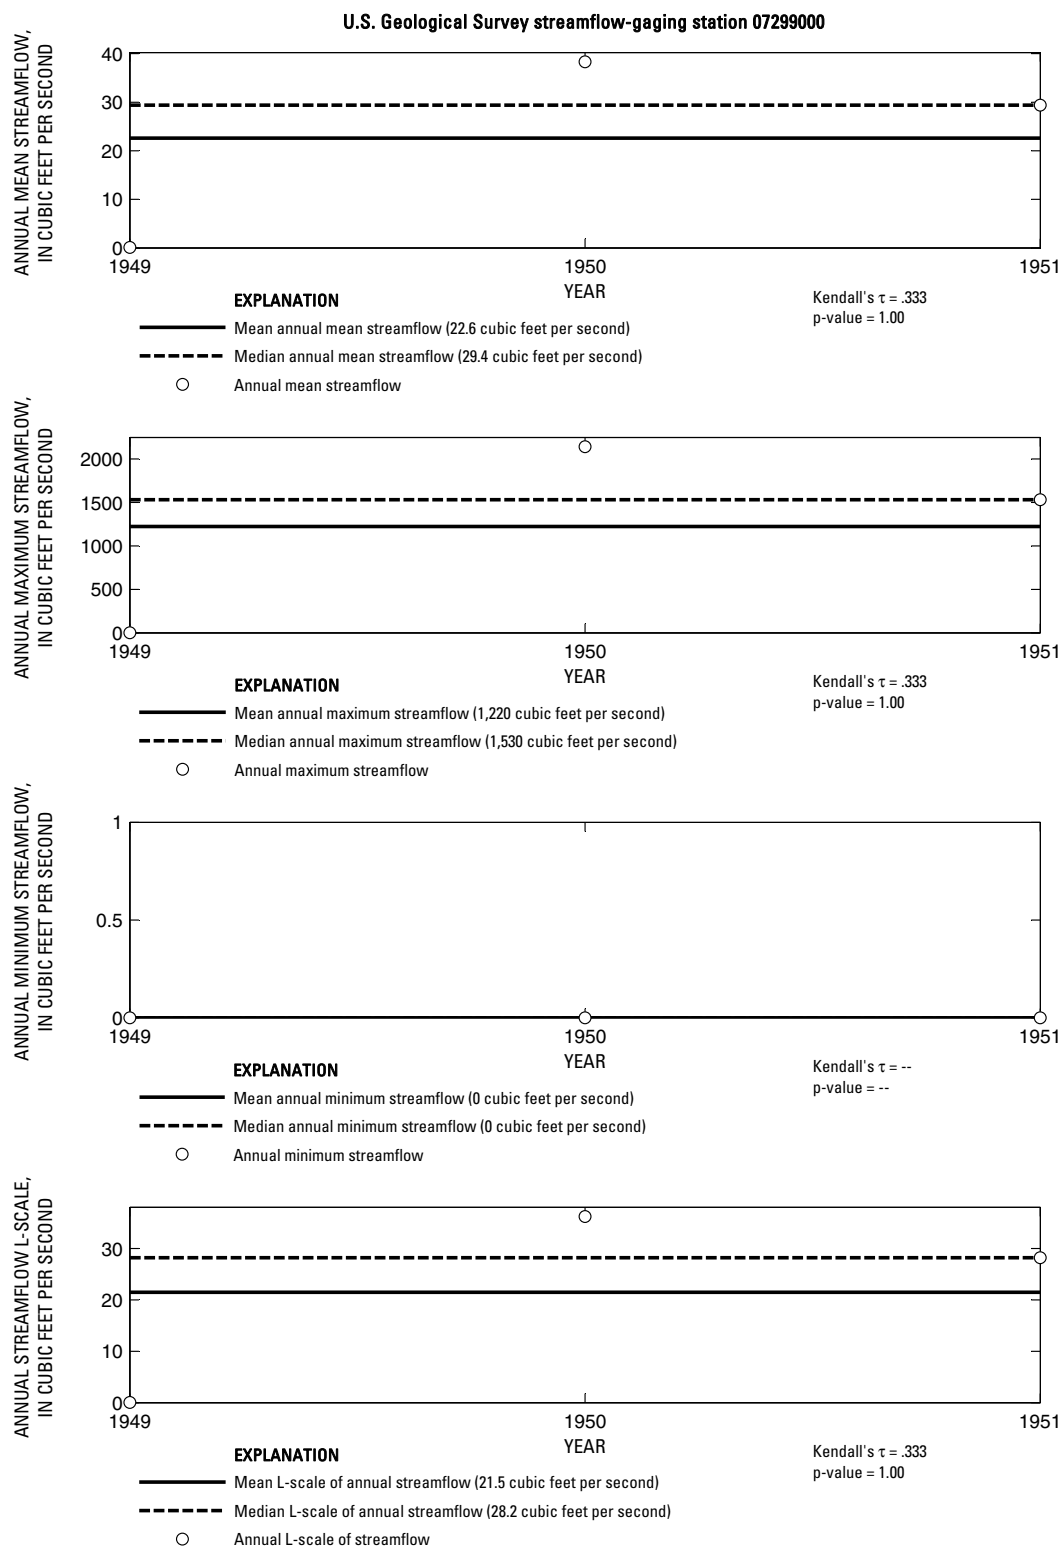 U.S. Geological Survey streamflow-gaging station 07299000
ANNUAL MEAN STREAMFLOW,
IN CUBIC FEET PER SECOND
40
30
20
10
0
1949
1950
1951
YEAR
Kendall's τ = .333
p-value = 1.00
EXPLANATION
Mean annual mean streamflow (22.6 cubic feet per second)
Median annual mean streamflow (29.4 cubic feet per second)
Annual mean streamflow
ANNUAL MAXIMUM STREAMFLOW,
IN CUBIC FEET PER SECOND
2000
1500
1000
500
0
1949
1950
1951
YEAR
Kendall's τ = .333
p-value = 1.00
EXPLANATION
Mean annual maximum streamflow (1,220 cubic feet per second)
Median annual maximum streamflow (1,530 cubic feet per second)
Annual maximum streamflow
ANNUAL MINIMUM STREAMFLOW,
IN CUBIC FEET PER SECOND
1
0.5
0
1949
1950
1951
YEAR
Kendall's τ = --
p-value = --
EXPLANATION
Mean annual minimum streamflow (0 cubic feet per second)
Median annual minimum streamflow (0 cubic feet per second)
Annual minimum streamflow
ANNUAL STREAMFLOW L-SCALE,
IN CUBIC FEET PER SECOND
30
20
10
0
1949
1950
1951
YEAR
Kendall's τ = .333
p-value = 1.00
EXPLANATION
Mean L-scale of annual streamflow (21.5 cubic feet per second)
Median L-scale of annual streamflow (28.2 cubic feet per second)
Annual L-scale of streamflow